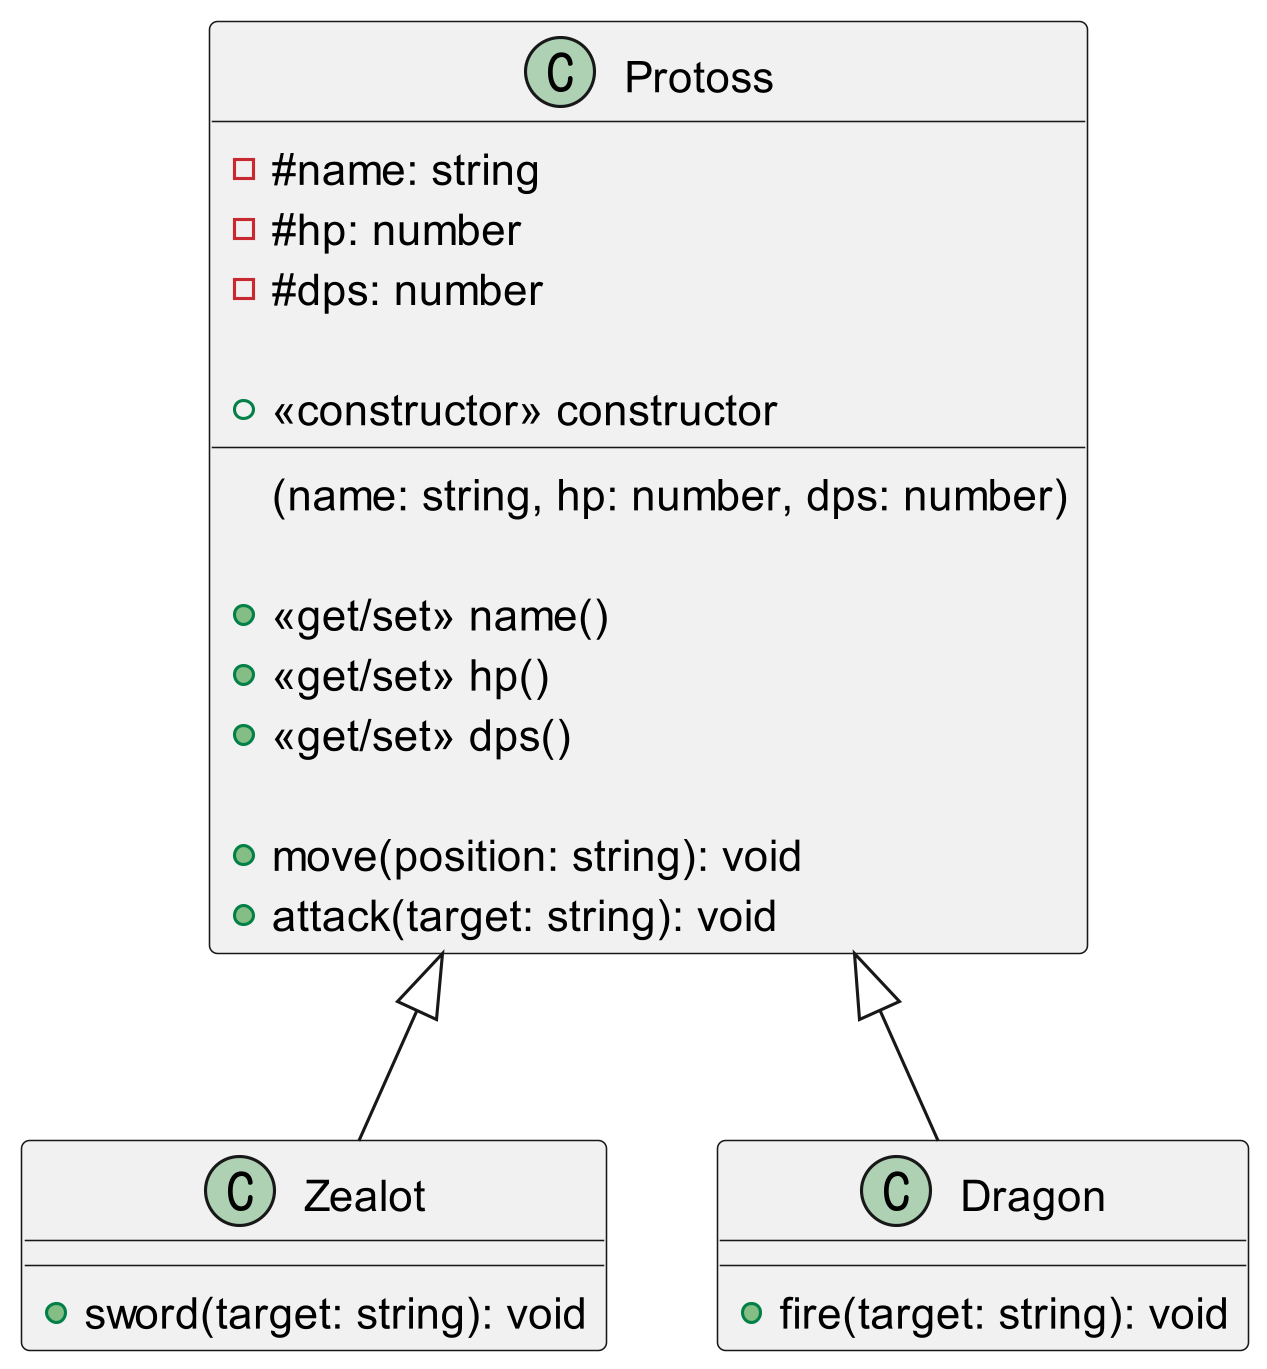 C Protoss
#name: string
#hp: number
#dps: number
«constructor» constructor
(name: string, hp: number, dps: number)
«get/set» name()
«get/set» hp()
«get/set» dps()
move(position: string): void
attack(target: string): void
C Zealot
sword(target: string): void
C Dragon
fire(target: string): void